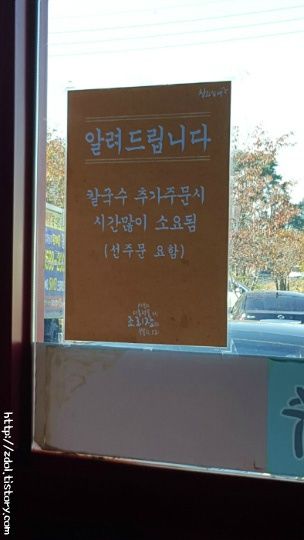 알려드립니다
칼국수 추가주문시
시간많이 소요됨
(선주문 요함)
http://zdol.tistory.com